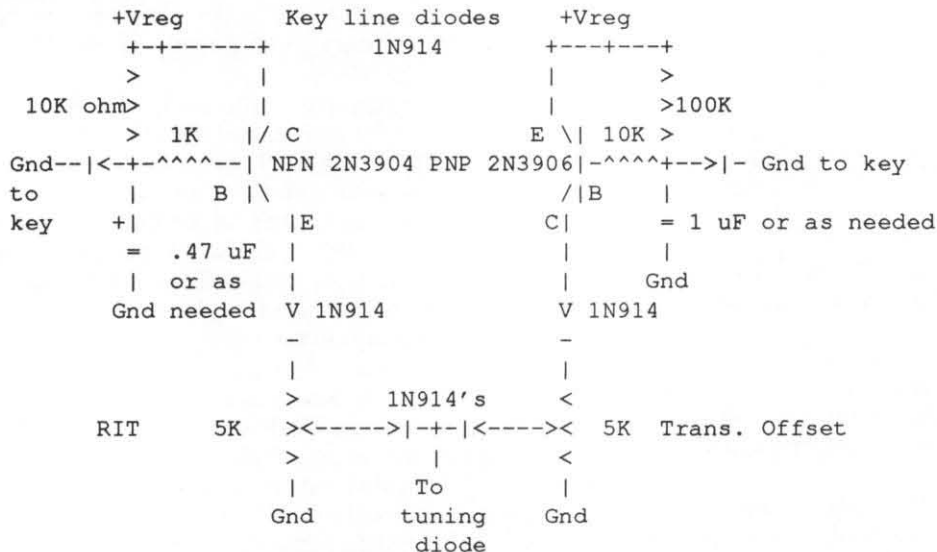 +Vreg Key line diodes +Vreg
+-+------+ 1N914 +---+---+
> | | >
10K ohm> | | >100K
> 1K |/ C E \| 10K >
Gnd--|<-+-^^^^--| NPN 2N3904 PNP 2N3906|-^^^^+-->|- Gnd to key
to | B |\ /|B |
key +| |E C| = 1 uF or as needed
= .47 uF | | |
| or as | | Gnd
Gnd needed V 1N914 V 1N914
- -
| |
> 1N914's <
RIT 5K ><----->|-+-|<----->< 5K Trans. Offset
> | <
| To |
Gnd tuning Gnd
diode